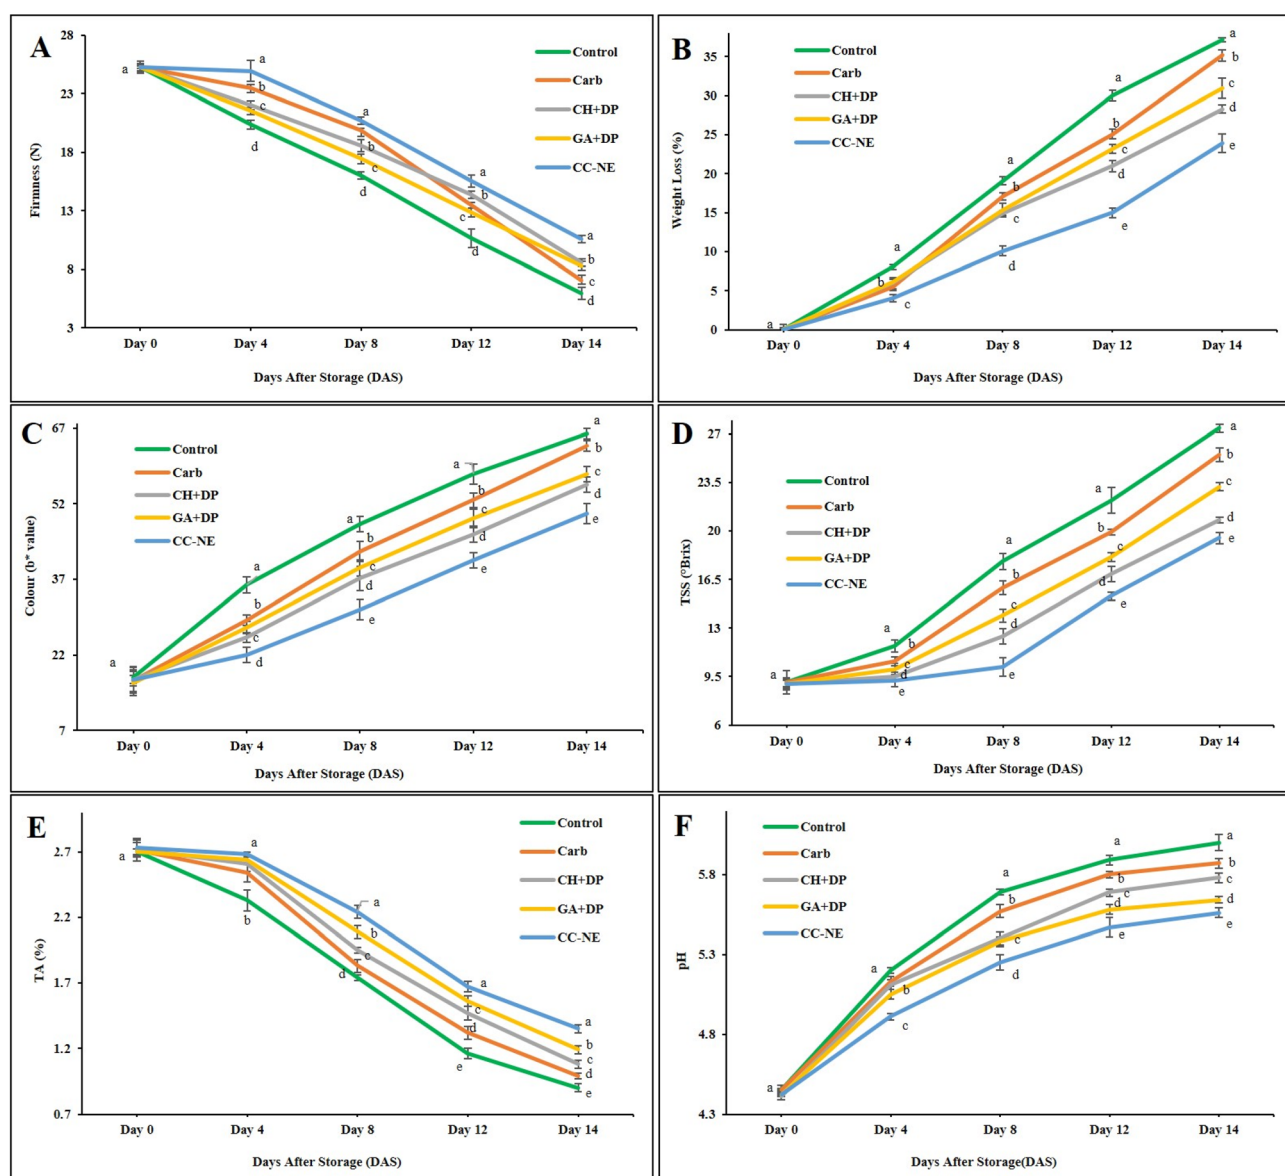 A
28
23
18
13
8
3
Firmness (N)
Control
Carb
CH+DP
GA+DP
CC-NE
a
a
b
c
d
a
b
c
d
a
b
c
d
a
b
c
d
Day 0 Day 4 Day 8 Day 12 Day 14
Days After Storage (DAS)
B
35
30
25
20
15
10
5
0
Weight Loss (%)
Control
Carb
CH+DP
GA+DP
CC-NE
a
a
b
c
a
b
c
d
a
b
c
d
e
a
b
c
d
e
Day 0 Day 4 Day 8 Day 12 Day 14
Days After Storage (DAS)
C
67
52
37
22
7
Colour (b* value)
Control
Carb
CH+DP
GA+DP
CC-NE
a
a
b
c
d
a
b
c
d
e
a
b
c
d
e
a
b
c
d
e
Day 0 Day 4 Day 8 Day 12 Day 14
Days After Storage (DAS)
D
27
23.5
20
16.5
13
9.5
6
TSS (°Brix)
Control
Carb
CH+DP
GA+DP
CC-NE
a
a
b
c
d
e
a
b
c
d
e
a
b
c
d
e
a
b
c
d
e
Day 0 Day 4 Day 8 Day 12 Day 14
Days After Storage (DAS)
E
2.7
2.2
1.7
1.2
0.7
TA (%)
Control
Carb
CH+DP
GA+DP
CC-NE
a
a
b
a
b
c
d
a
c
d
e
a
b
c
d
e
Day 0 Day 4 Day 8 Day 12 Day 14
Days After Storage (DAS)
F
5.8
5.3
4.8
4.3
pH
Control
Carb
CH+DP
GA+DP
CC-NE
a
a
b
c
a
b
c
d
a
b
c
d
e
a
b
c
d
e
Day 0 Day 4 Day 8 Day 12 Day 14
Days After Storage(DAS)